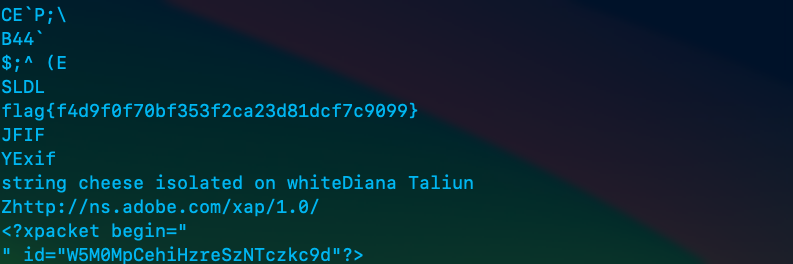 CE`P;\
B44`
$;^ (E
SLDL
flag{f4d9f0f70bf353f2ca23d81dcf7c9099}
JFIF
YExif
string cheese isolated on whiteDiana Taliun
Zhttp://ns.adobe.com/xap/1.0/
<?xpacket begin="
" id="W5M0MpCehiHzreSzNTczkc9d"?>